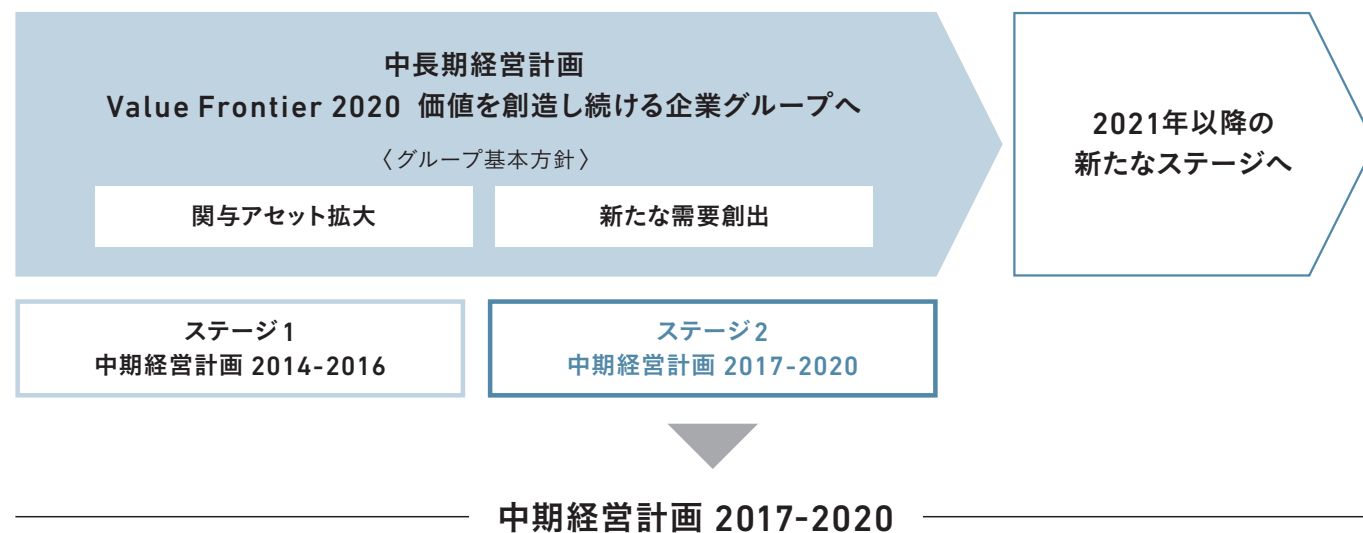 中長期経営計画
Value Frontier 2020 価値を創造し続ける企業グループへ
〈グループ基本方針〉
関与アセット拡大
新たな需要創出
2021年以降の
新たなステージへ
ステージ1
中期経営計画 2014-2016
ステージ2
中期経営計画 2017-2020
中期経営計画 2017-2020